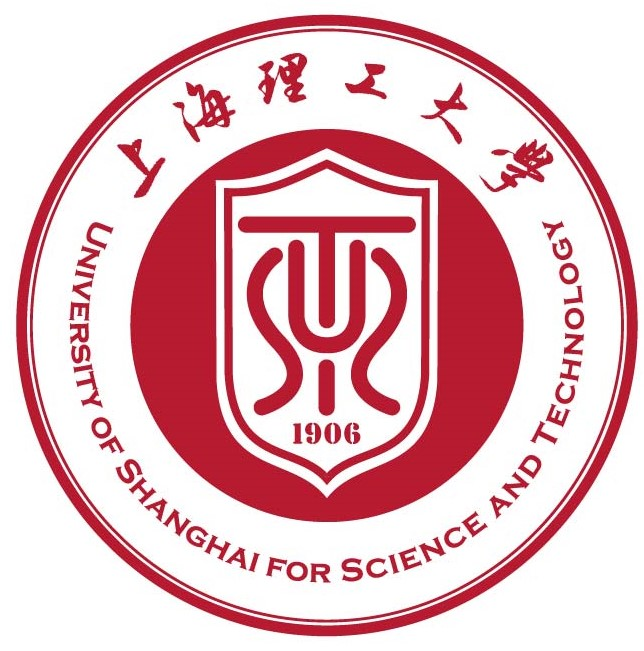 上海理工大學
UNIVERSITY OF SHANGHAI FOR SCIENCE AND TECHNOLOGY
1906